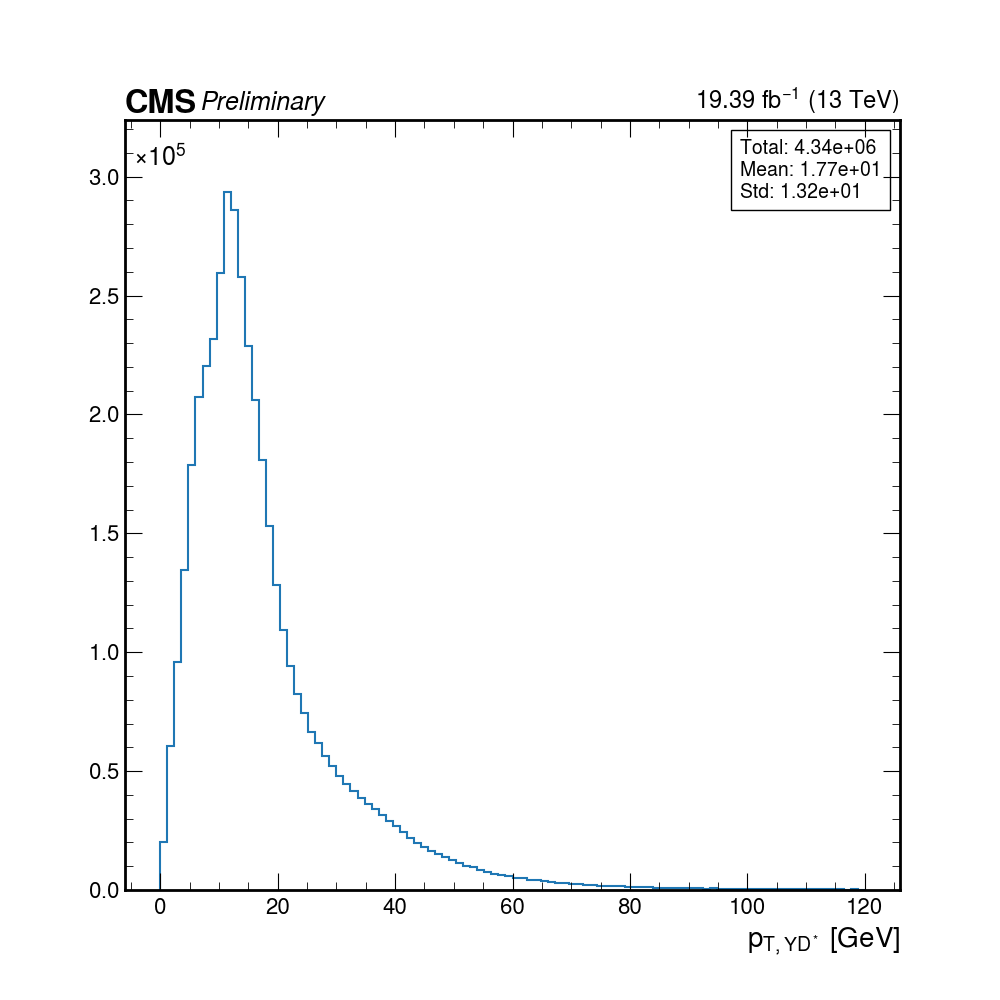 CMS Preliminary 19.39 fb⁻¹ (13 TeV)
×10⁵
Total: 4.34e+06
Mean: 1.77e+01
Std: 1.32e+01
3.0
2.5
2.0
1.5
1.0
0.5
0.0
0 20 40 60 80 100 120
p_{T, YD*} [GeV]